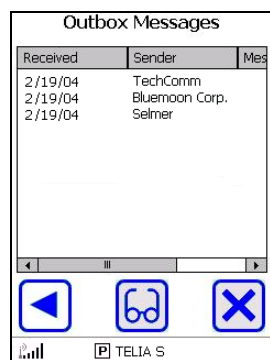 Outbox Messages
Received Sender Mes
2/19/04 TechComm
2/19/04 Bluemoon Corp.
2/19/04 Selmer
P TELIA S